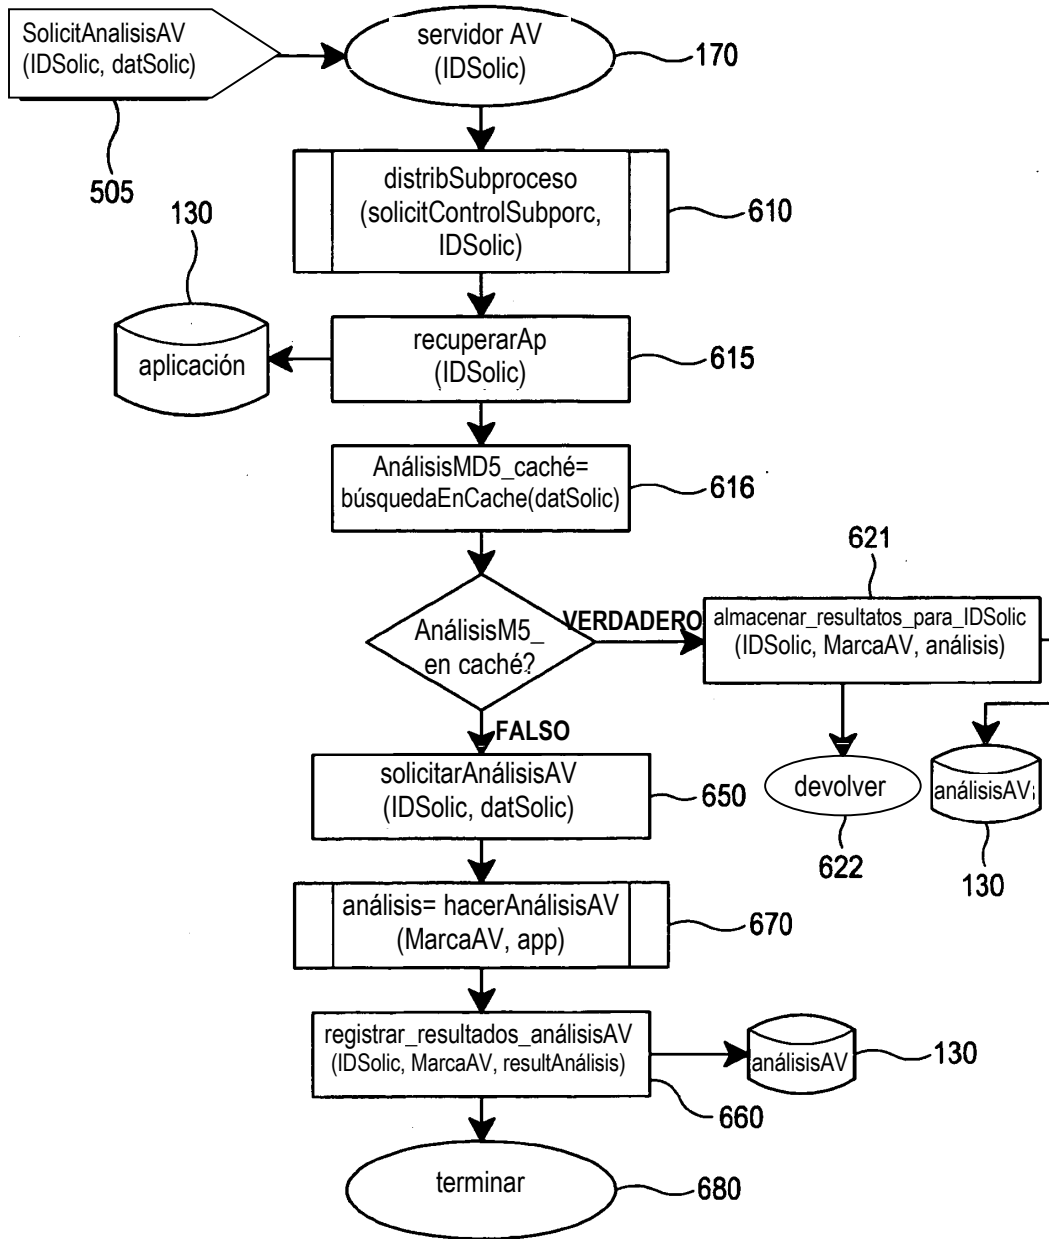 SolicitAnalisisAV
(IDSolic, datSolic)
505
servidor AV
(IDSolic)
170
distribSubproceso
(solicitControlSubporc,
IDSolic)
610
130
aplicación
recuperarAp
(IDSolic)
615
AnálisisMD5_caché=
búsquedaEnCache(datSolic)
616
AnálisisM5_
en caché?
VERDADERO
621
almacenar_resultatos_para_IDSolic
(IDSolic, MarcaAV, análisis)
devolver
622
análisisAV
130
FALSO
solicitarAnálisisAV
(IDSolic, datSolic)
650
análisis= hacerAnálisisAV
(MarcaAV, app)
670
registrar_resultados_análisisAV
(IDSolic, MarcaAV, resultAnálisis)
660
análisisAV
130
terminar
680